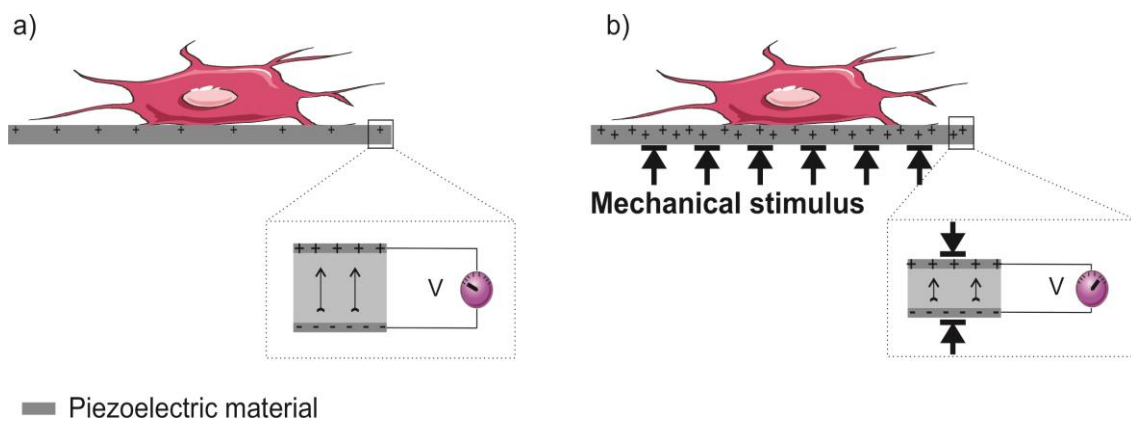 a)
b)
Mechanical stimulus
V
V
Piezoelectric material